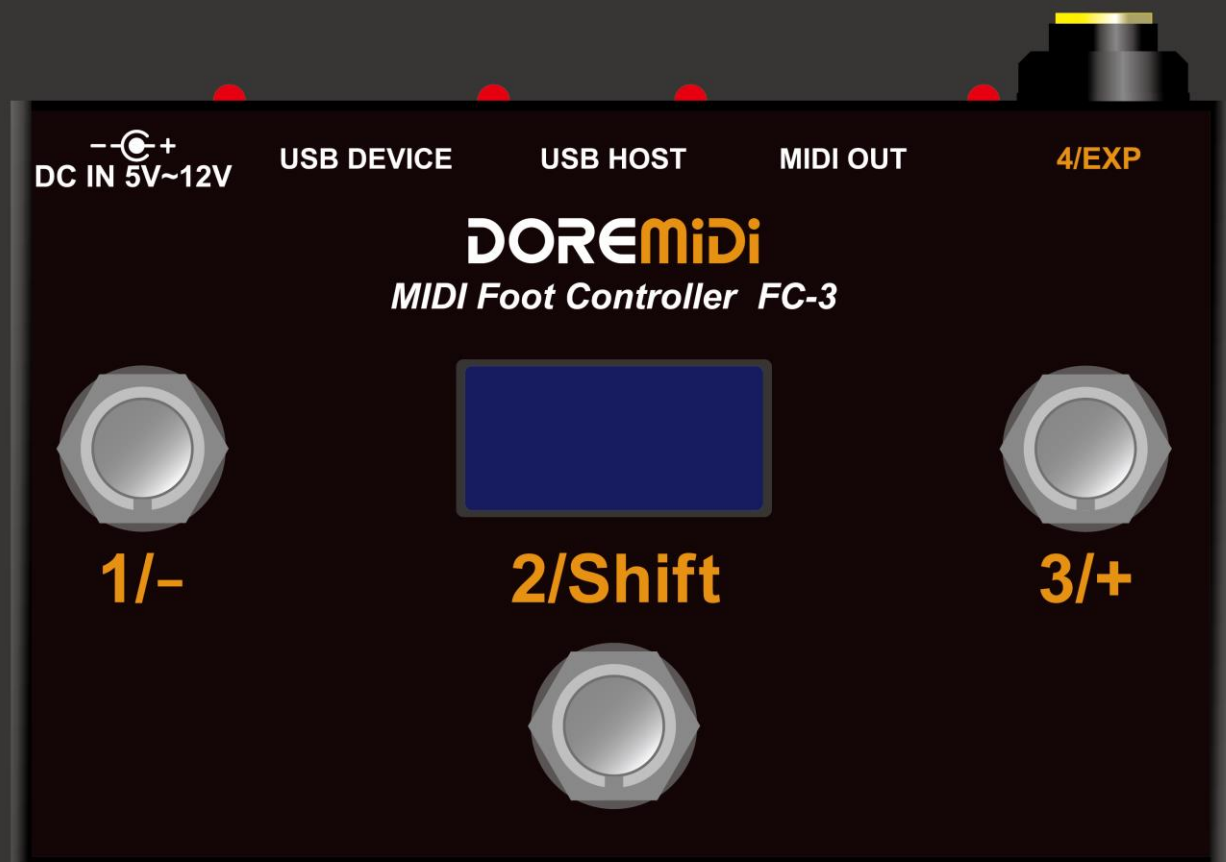 DC IN 5V~12V
USB DEVICE
USB HOST
MIDI OUT
4/EXP
DOREMiDi
MIDI Foot Controller FC-3
1/-
2/Shift
3/+